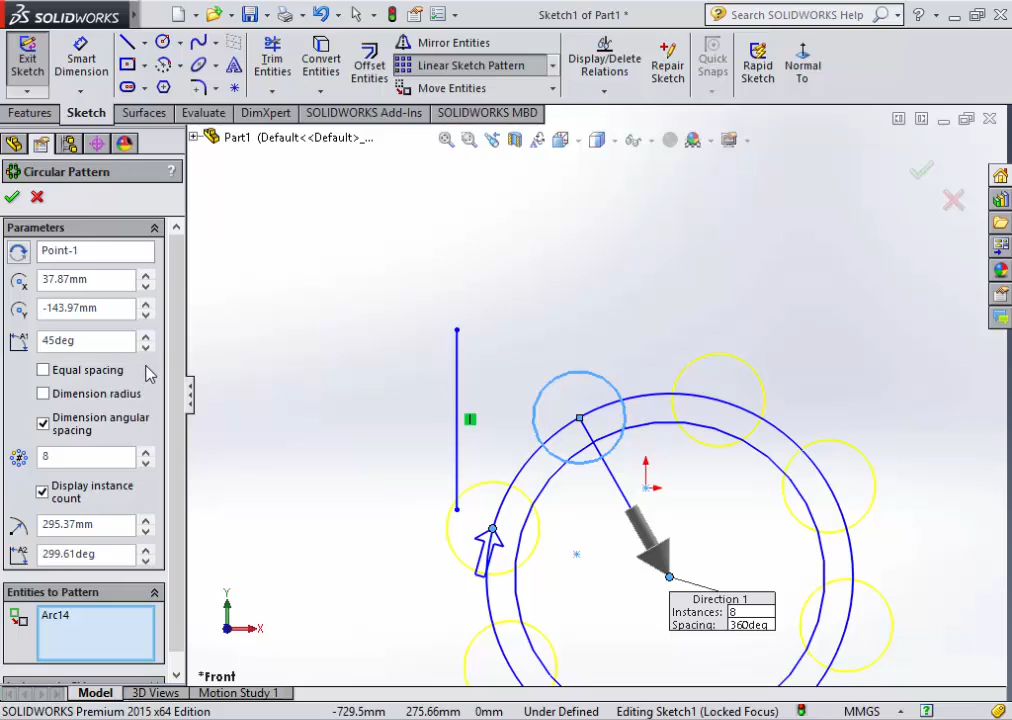 SOLIDWORKS
Sketch1 of Part1 *
Search SOLIDWORKS Help
?
Exit Sketch
Smart Dimension
Trim Entities
Convert Entities
Offset Entities
Mirror Entities
Linear Sketch Pattern
Move Entities
Display/Delete Relations
Repair Sketch
Quick Snaps
Rapid Sketch
Normal To
Features
Sketch
Surfaces
Evaluate
DimXpert
SOLIDWORKS Add-Ins
SOLIDWORKS MBD
Part1 (Default<<Default>_...
Circular Pattern
?
Parameters
Point-1
37.87mm
-143.97mm
45deg
Equal spacing
Dimension radius
Dimension angular
spacing
8
Display instance
count
295.37mm
299.61deg
Entities to Pattern
Arc14
Direction 1
Instances: 8
Spacing: 360deg
Y
X
*Front
Model
3D Views
Motion Study 1
SOLIDWORKS Premium 2015 x64 Edition
-729.5mm
275.66mm
0mm
Under Defined
Editing Sketch1 (Locked Focus)
MMGS
?